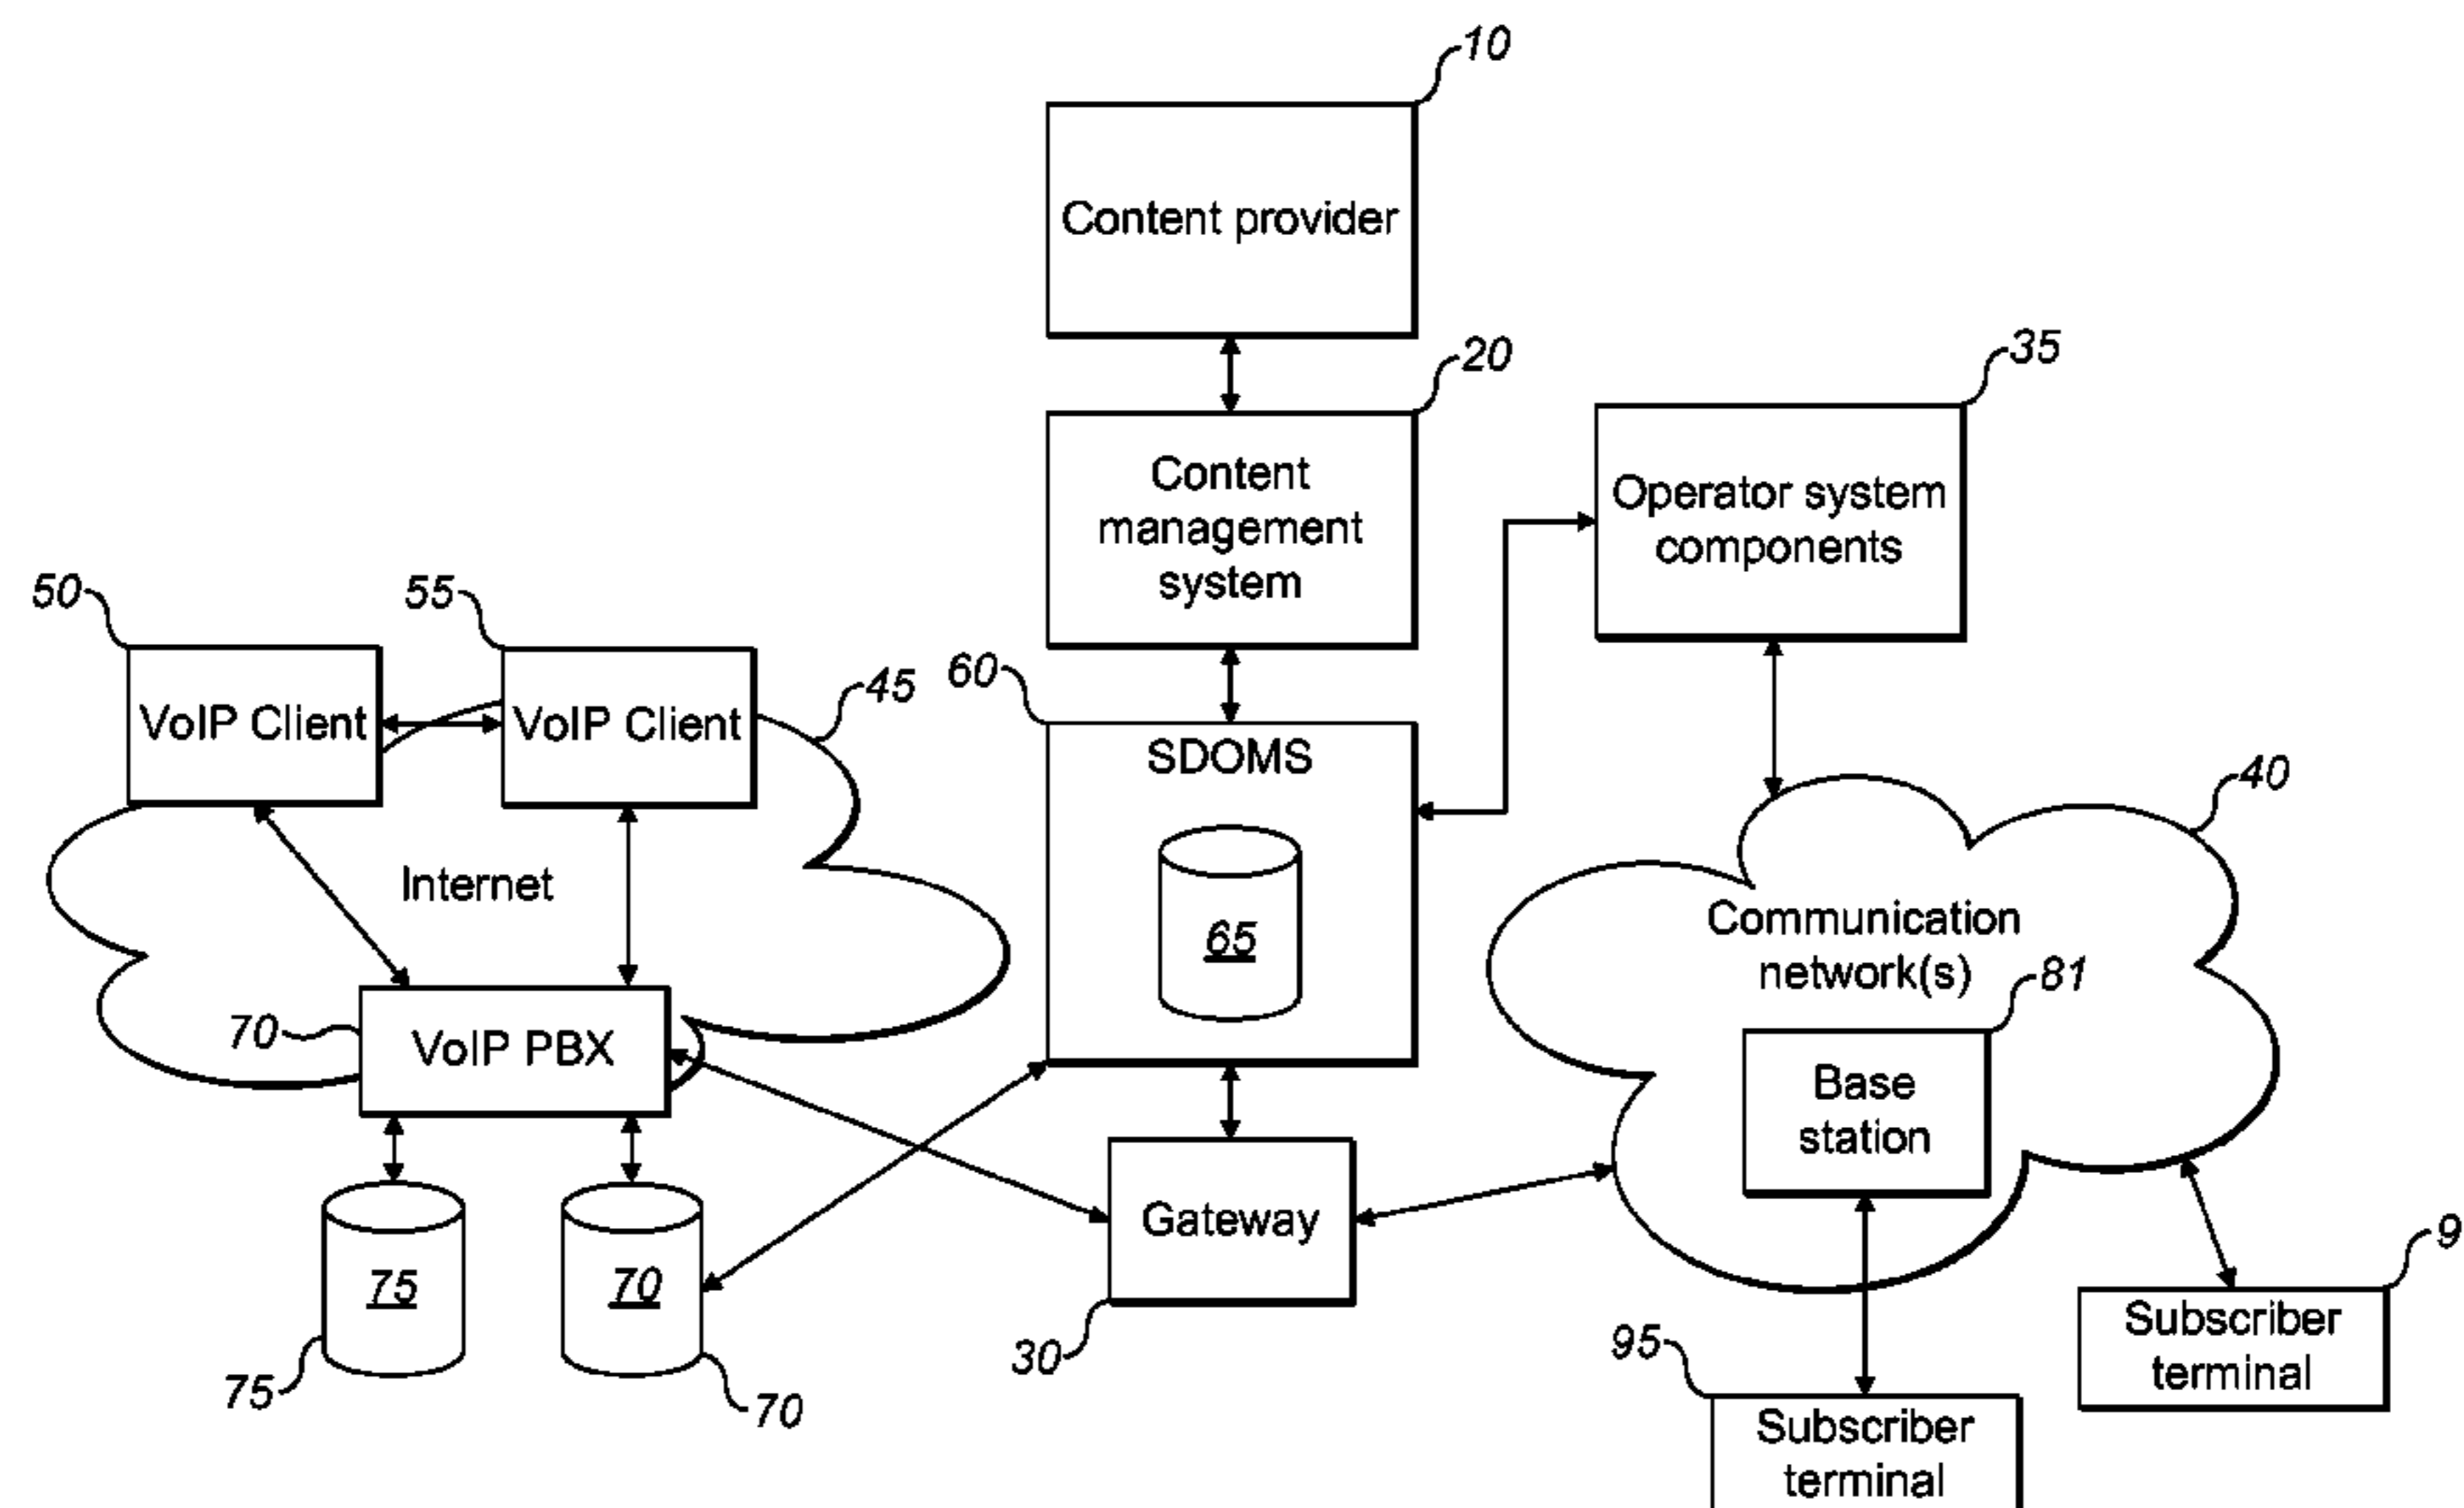 10
Content provider
20
Content
management
system
35
Operator system
components
50
VoIP Client
55
VoIP Client
45
Internet
60
SDOMS
65
40
Communication
network(s)
81
Base
station
70
VoIP PBX
75
75
70
70
Gateway
30
95
Subscriber
terminal
9
Subscriber
terminal